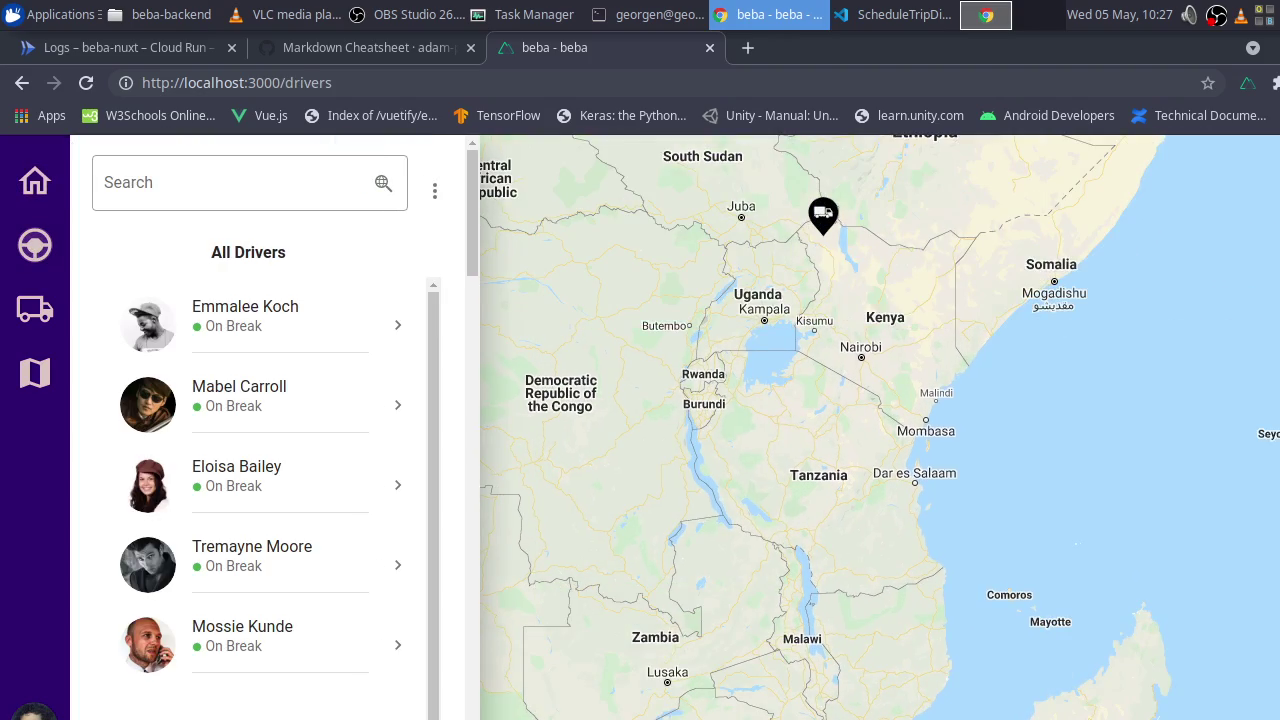 Applications
beba-backend
VLC media pla...
OBS Studio 26....
Task Manager
georgen@geo...
beba - beba - ...
ScheduleTripDi...
Wed 05 May, 10:27
Logs – beba-nuxt – Cloud Run –
Markdown Cheatsheet · adam-
beba - beba
http://localhost:3000/drivers
Apps
W3Schools Online...
Vue.js
Index of /vuetify/e...
TensorFlow
Keras: the Python...
Unity - Manual: Un...
learn.unity.com
Android Developers
Technical Docume...
Search
All Drivers
Emmalee Koch
On Break
Mabel Carroll
On Break
Eloisa Bailey
On Break
Tremayne Moore
On Break
Mossie Kunde
On Break
Ethiopia
South Sudan
entral
rican
public
Juba
Somalia
Mogadishu
مقديشو
Uganda
Kampala
Kisumu
Kenya
Butembo
Nairobi
Rwanda
Democratic
Republic of
the Congo
Burundi
Malindi
Mombasa
Seyc
Tanzania
Dar es Salaam
Comoros
Mayotte
Zambia
Malawi
Lusaka